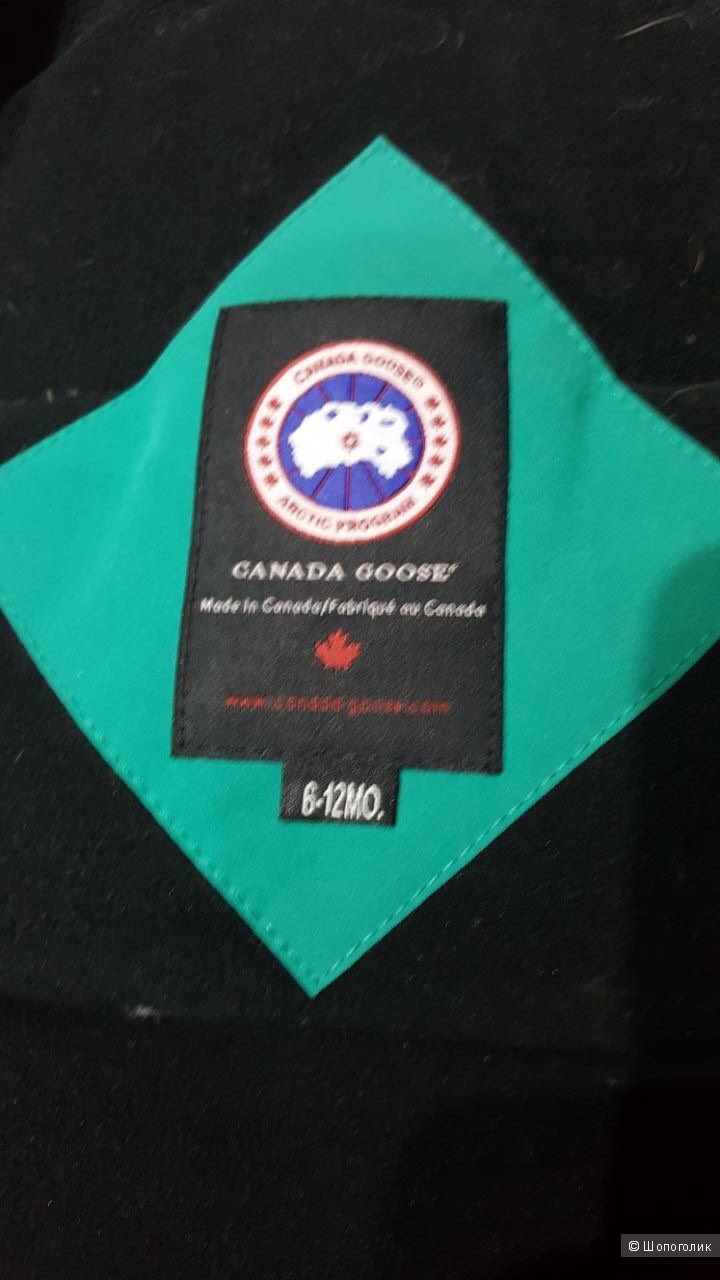 CANADA GOOSE®
ARCTIC PROGRAM
CANADA GOOSE®
Made in Canada/Fabriqué au Canada
www.canada-goose.com
6-12MO.
© Шопоголик